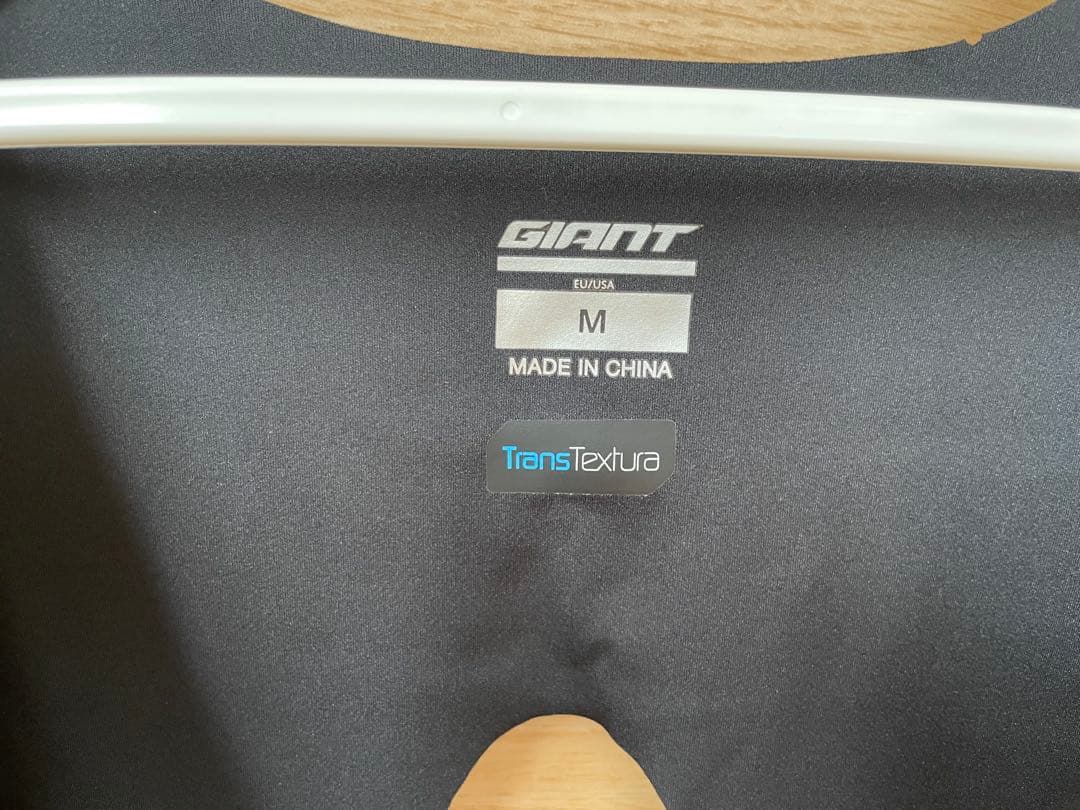 GIANT
EU/USA
M
MADE IN CHINA
TransTextura